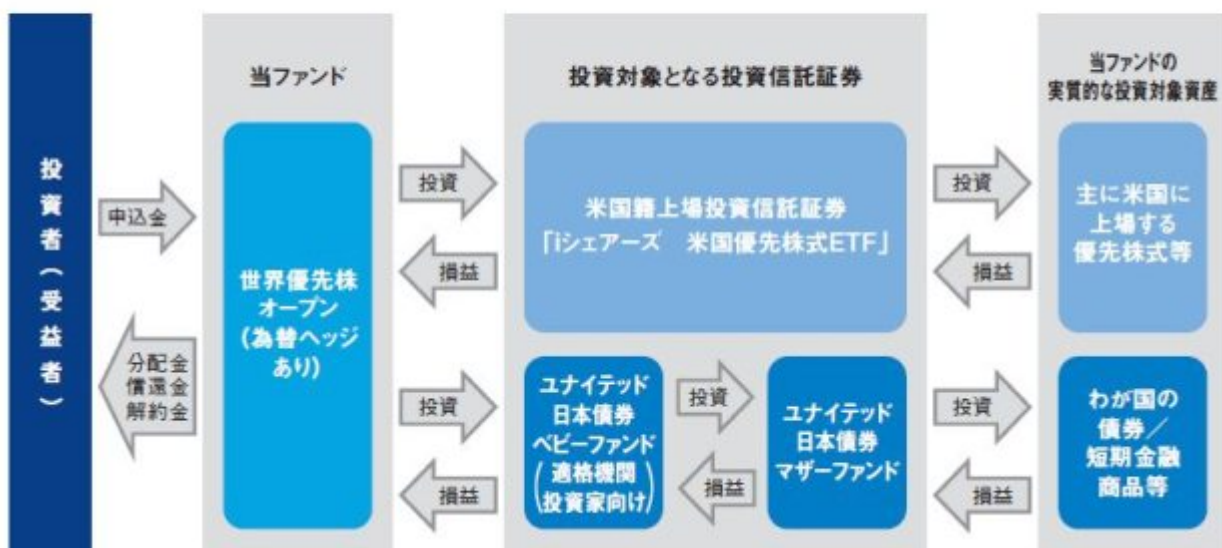 投資者(受益者)
申込金
分配金
償還金
解約金
当ファンド
世界優先株
オープン
(為替ヘッジ
あり)
投資
損益
投資
損益
投資対象となる投資信託証券
米国籍上場投資信託証券
「iシェアーズ 米国優先株式ETF」
ユナイテッド
日本債券
ベビーファンド
(適格機関
投資家向け)
投資
損益
ユナイテッド
日本債券
マザーファンド
投資
損益
投資
損益
当ファンドの
実質的な投資対象資産
主に米国に
上場する
優先株式等
わが国の
債券/
短期金融
商品等